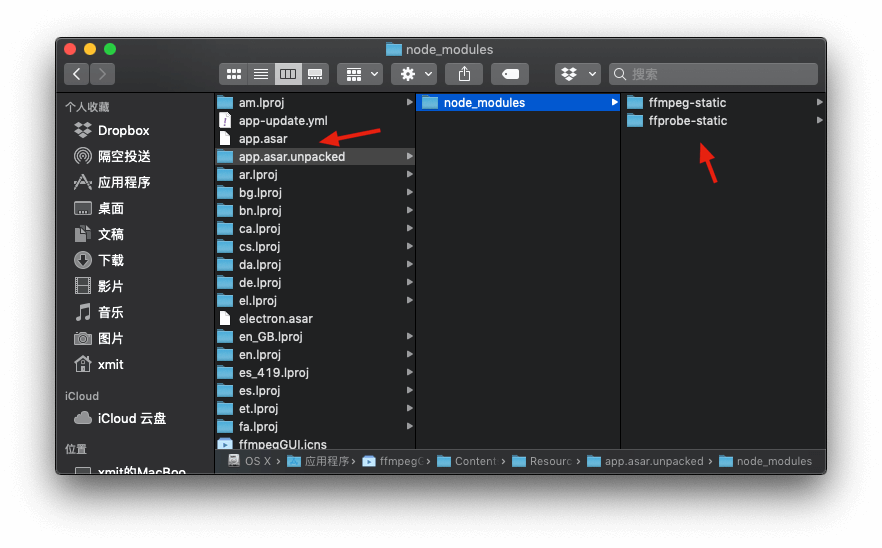 node_modules
搜索
个人收藏
Dropbox
隔空投送
应用程序
桌面
文稿
下载
影片
音乐
图片
xmit
iCloud
iCloud 云盘
位置
xmit的MacBoo
am.lproj
app-update.yml
app.asar
app.asar.unpacked
ar.lproj
bg.lproj
bn.lproj
ca.lproj
cs.lproj
da.lproj
de.lproj
el.lproj
electron.asar
en_GB.lproj
en.lproj
es_419.lproj
es.lproj
et.lproj
fa.lproj
ffmpegGUI.icns
node_modules
ffmpeg-static
ffprobe-static
OS X › 应用程序 › ffmpegG › Content › Resourc › app.asar.unpacked › node_modules